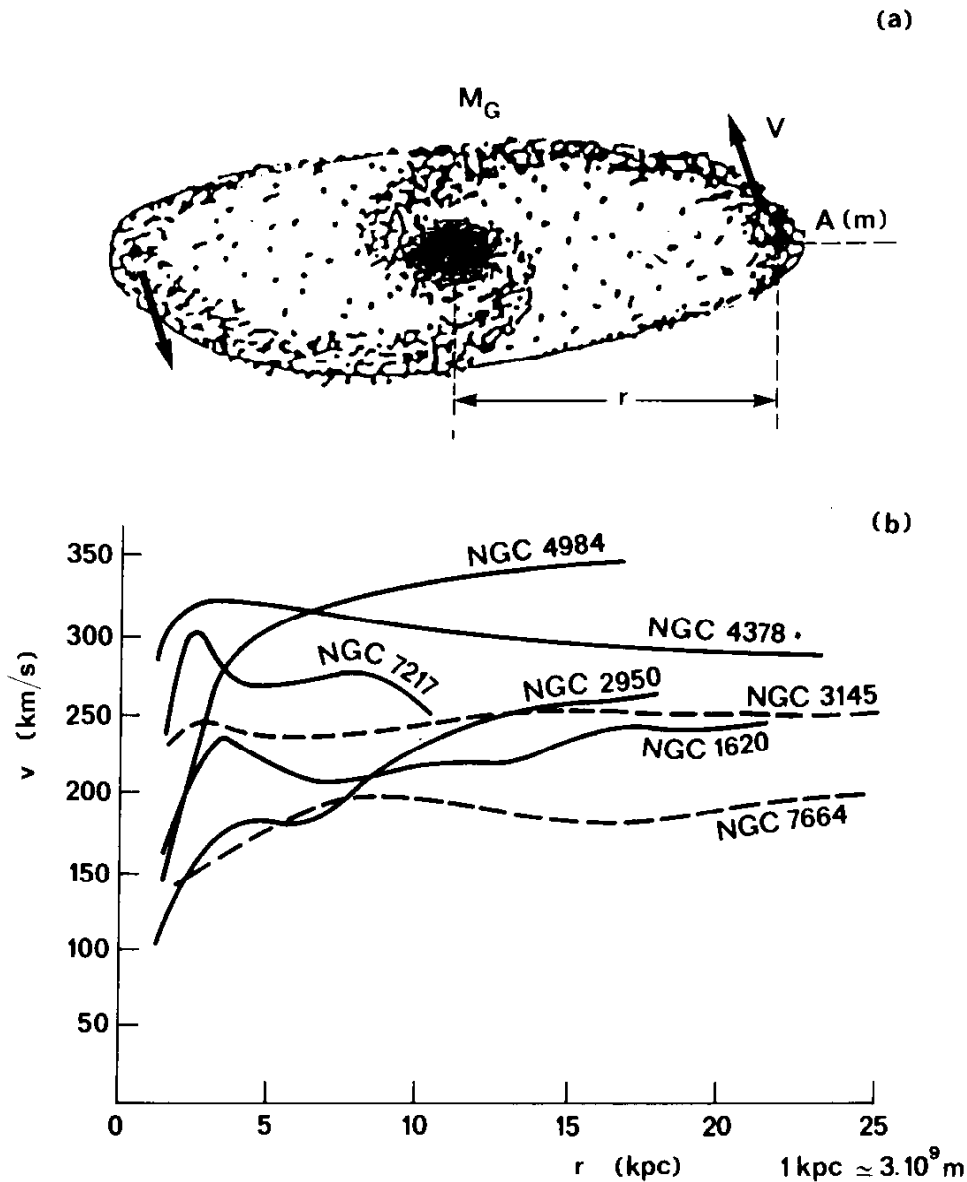 (a)
M_G
V
A (m)
r
(b)
v (km/s)
350
300
250
200
150
100
50
NGC 4984
NGC 4378
NGC 7217
NGC 2950
NGC 3145
NGC 1620
NGC 7664
0 5 10 15 20 25
r (kpc) 1 kpc ≃ 3.10⁹ m